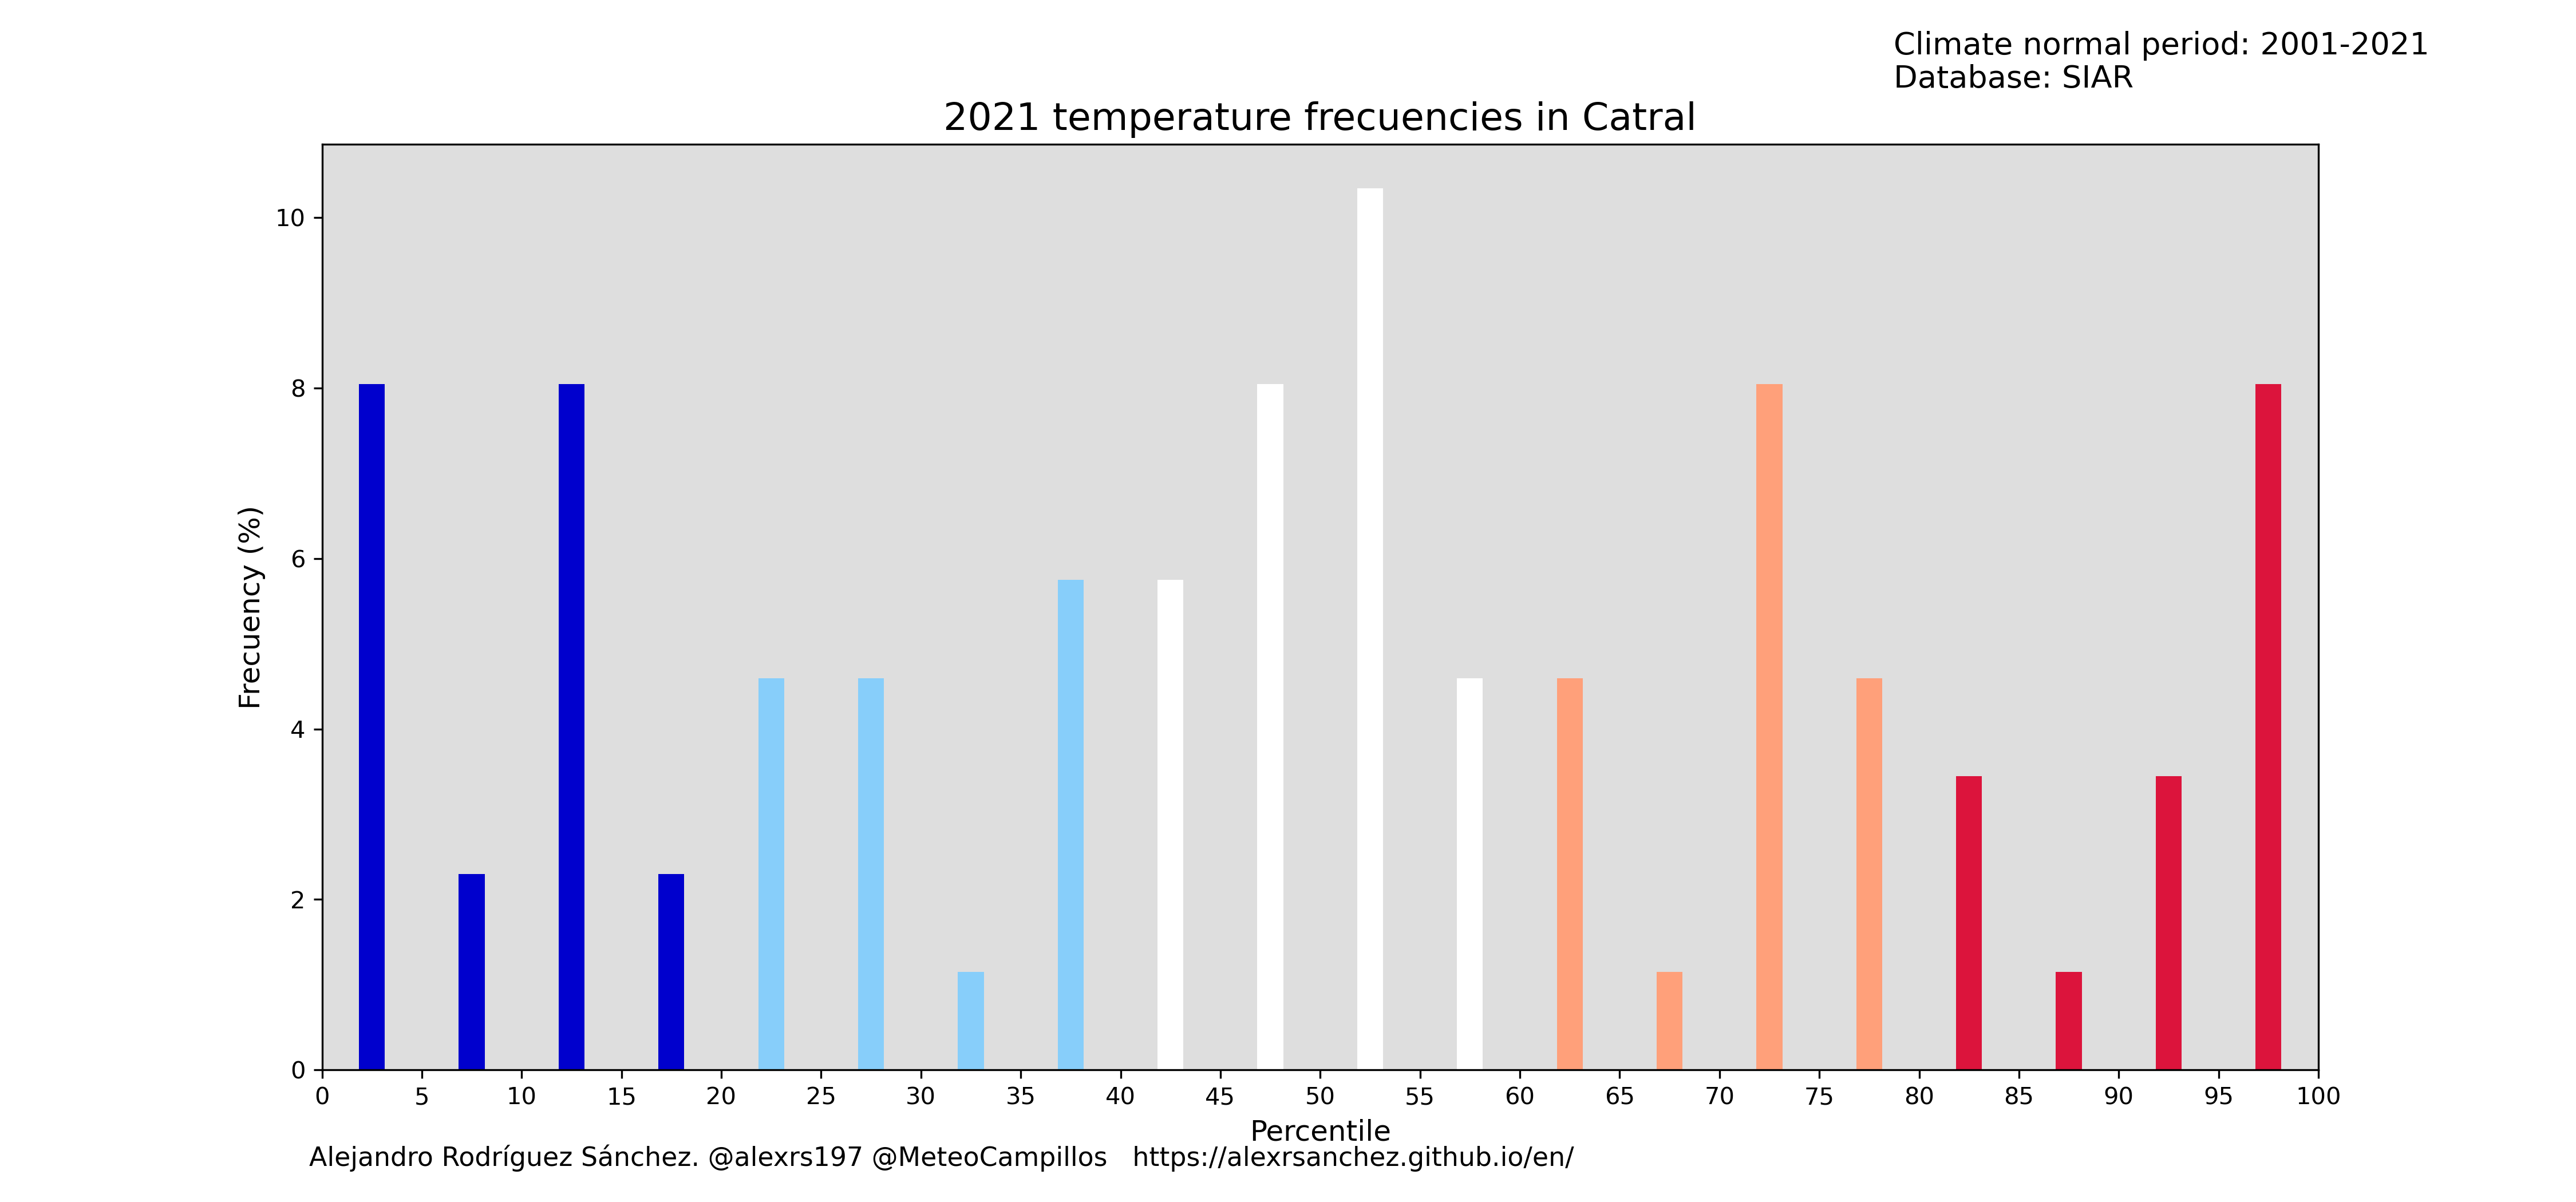 Climate normal period: 2001-2021
Database: SIAR
2021 temperature frecuencies in Catral
10
8
6
4
2
0
Frecuency (%)
0 5 10 15 20 25 30 35 40 45 50 55 60 65 70 75 80 85 90 95 100
Percentile
Alejandro Rodríguez Sánchez. @alexrs197 @MeteoCampillos https://alexrsanchez.github.io/en/